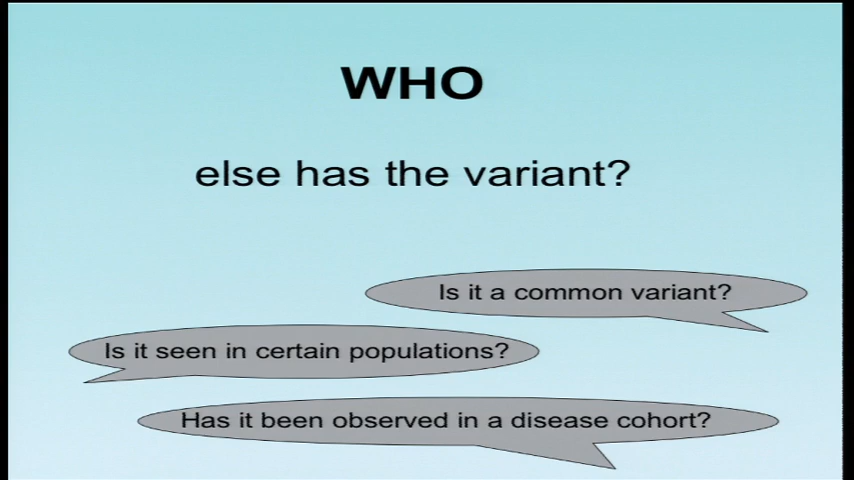 WHO
else has the variant?
Is it a common variant?
Is it seen in certain populations?
Has it been observed in a disease cohort?